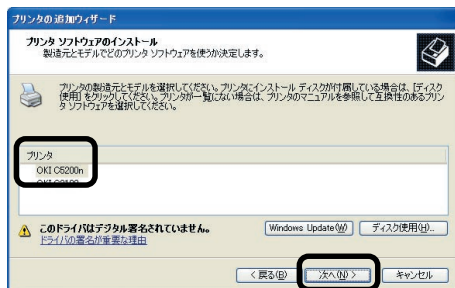 プリンタの追加ウィザード
プリンタ ソフトウェアのインストール
製造元とモデルでどのプリンタ ソフトウェアを使うか決定します。
プリンタの製造元とモデルを選択してください。プリンタにインストール ディスクが付属している場合は、[ディスク
使用] をクリックしてください。プリンタが一覧にない場合は、プリンタのマニュアルを参照して互換性のあるプリン
タ ソフトウェアを選択してください。
プリンタ
OKI C5200n
このドライバはデジタル署名されていません。
ドライバの署名が重要な理由
Windows Update(W)
ディスク使用(H)...
< 戻る(B)
次へ(N) >
キャンセル